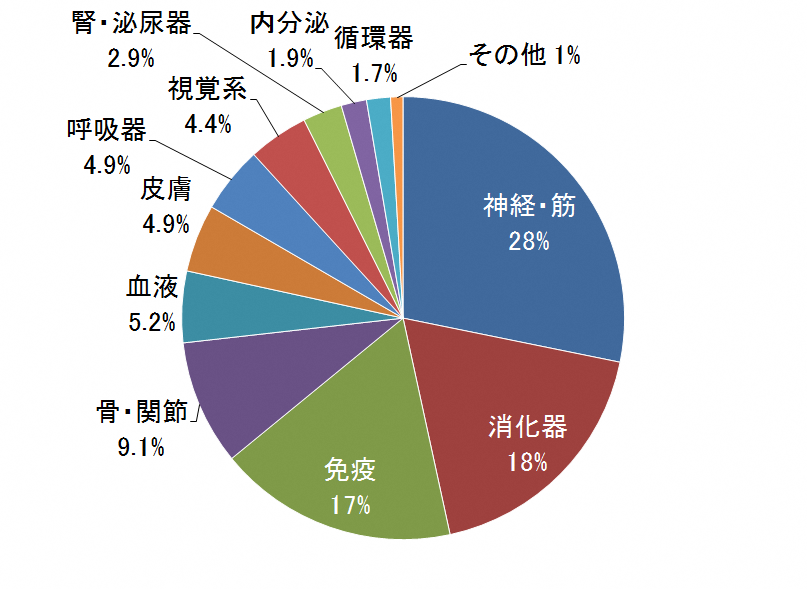 腎・泌尿器
2.9%
内分泌
1.9%
循環器
1.7%
その他 1%
視覚系
4.4%
呼吸器
4.9%
皮膚
4.9%
血液
5.2%
骨・関節
9.1%
神経・筋
28%
消化器
18%
免疫
17%